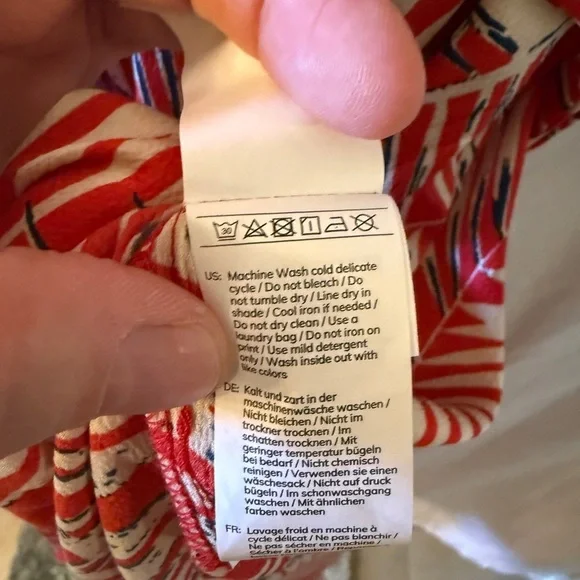 30
US: Machine Wash cold delicate
cycle / Do not bleach / Do
not tumble dry / Line dry in
shade / Cool iron if needed /
Do not dry clean / Use a
laundry bag / Do not iron on
print / Use mild detergent
only / Wash inside out with
like colors
DE: Kalt und zart in der
maschinenwäsche waschen /
Nicht bleichen / Nicht im
trockner trocknen / Im
schatten trocknen / Mit
geringer temperatur bügeln
bei bedarf / Nicht chemisch
reinigen / Verwenden sie einen
wäschesack / Nicht auf druck
bügeln / Im schonwaschgang
waschen / Mit ähnlichen
farben waschen
FR: Lavage froid en machine à
cycle délicat / Ne pas blanchir /
Ne pas sécher en machine /
Sécher à l'ombre /